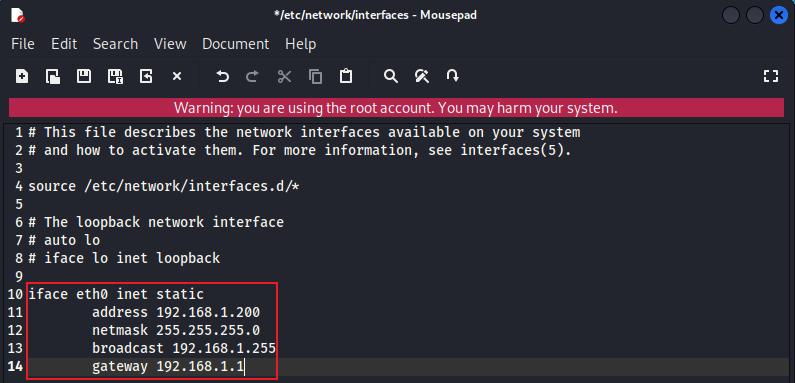 */etc/network/interfaces - Mousepad
File Edit Search View Document Help
Warning: you are using the root account. You may harm your system.
1 # This file describes the network interfaces available on your system
2 # and how to activate them. For more information, see interfaces(5).
3
4 source /etc/network/interfaces.d/*
5
6 # The loopback network interface
7 # auto lo
8 # iface lo inet loopback
9
10 iface eth0 inet static
11         address 192.168.1.200
12         netmask 255.255.255.0
13         broadcast 192.168.1.255
14         gateway 192.168.1.1